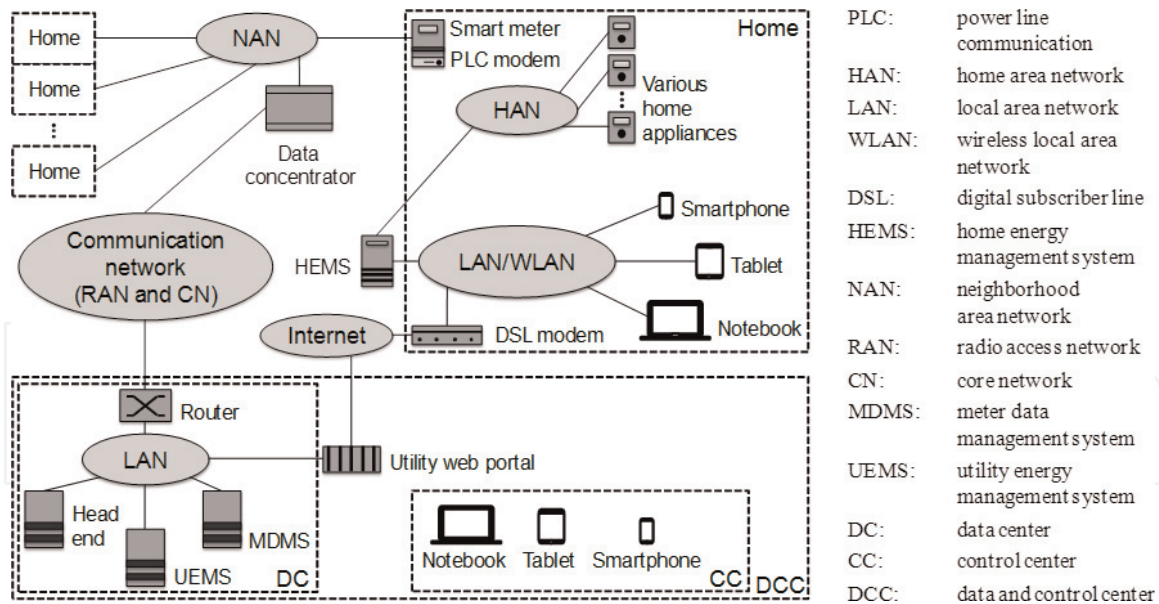 Home
Home
Home
NAN
Data
concentrator
Smart meter
PLC modem
Home
HAN
Various
home
appliances
Communication
network
(RAN and CN)
HEMS
LAN/WLAN
Smartphone
Tablet
Notebook
Internet
DSL modem
Router
LAN
Utility web portal
Head
end
UEMS
MDMS
DC
Notebook
Tablet
Smartphone
CC
DCC
PLC: power line
communication
HAN: home area network
LAN: local area network
WLAN: wireless local area
network
DSL: digital subscriber line
HEMS: home energy
management system
NAN: neighborhood
area network
RAN: radio access network
CN: core network
MDMS: meter data
management system
UEMS: utility energy
management system
DC: data center
CC: control center
DCC: data and control center